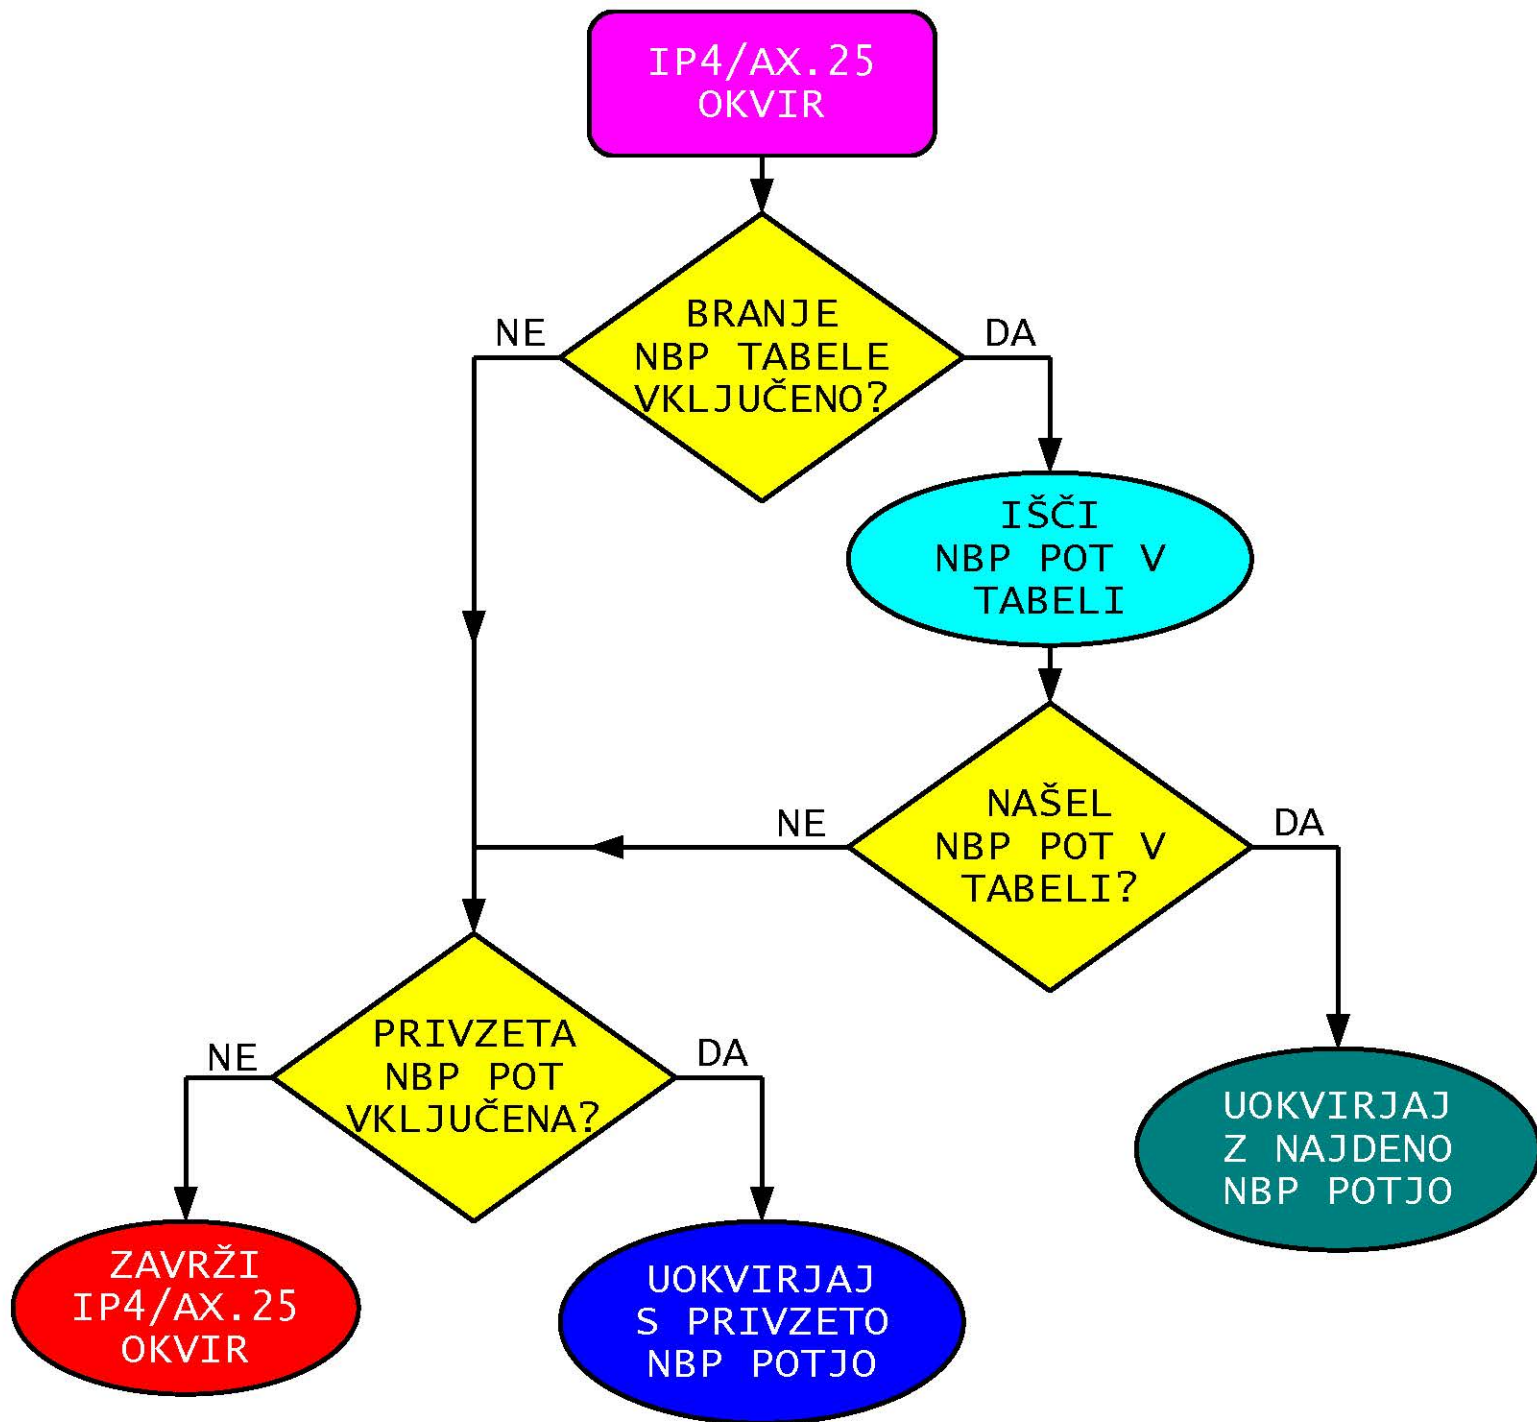 IP4/AX.25
OKVIR
BRANJE
NBP TABELE
VKLJUČENO?
NE
DA
IŠČI
NBP POT V
TABELI
NAŠEL
NBP POT V
TABELI?
NE
DA
PRIVZETA
NBP POT
VKLJUČENA?
NE
DA
UOKVIRJAJ
Z NAJDENO
NBP POTJO
ZAVRŽI
IP4/AX.25
OKVIR
UOKVIRJAJ
S PRIVZETO
NBP POTJO